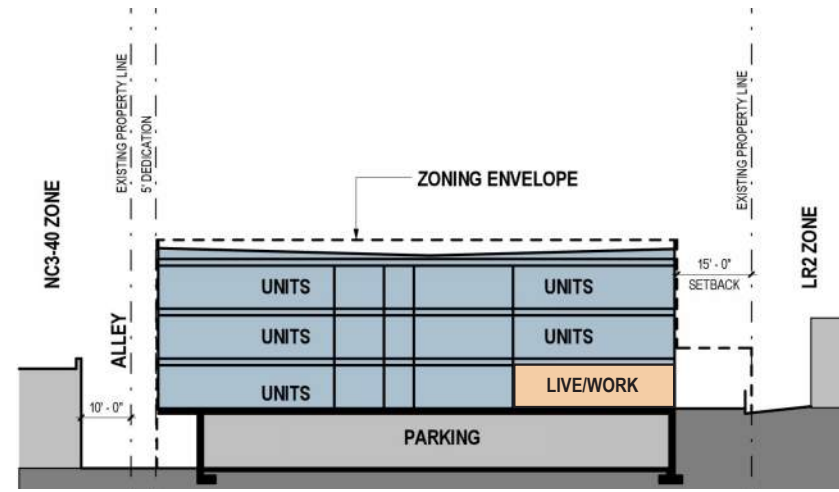 EXISTING PROPERTY LINE
5' DEDICATION
EXISTING PROPERTY LINE
NC3-40 ZONE
ZONING ENVELOPE
LR2 ZONE
15' - 0"
SETBACK
UNITS
UNITS
UNITS
UNITS
ALLEY
UNITS
LIVE/WORK
10' - 0"
PARKING